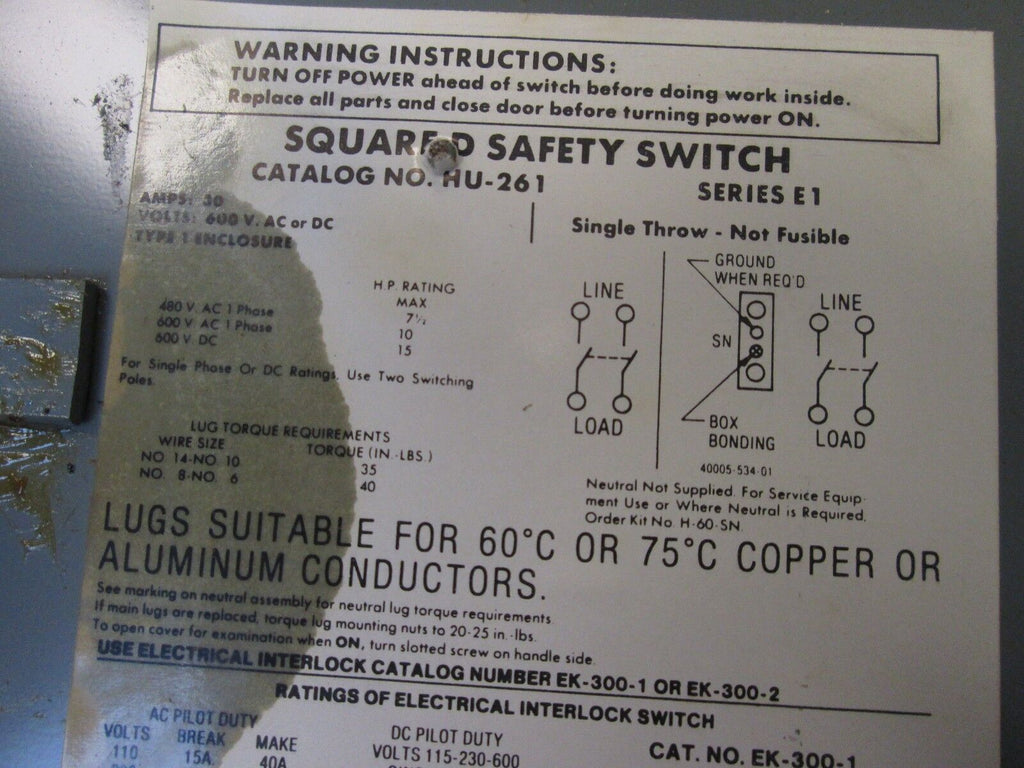 WARNING INSTRUCTIONS:
TURN OFF POWER ahead of switch before doing work inside.
Replace all parts and close door before turning power ON.
SQUARE D SAFETY SWITCH
CATALOG NO. HU-261
SERIES E1
AMPS: 30
VOLTS: 600 V. AC or DC
TYPE 1 ENCLOSURE
Single Throw - Not Fusible
H.P. RATING
MAX
480 V. AC 1 Phase 7½
600 V. AC 1 Phase 10
600 V. DC 15
For Single Phase Or DC Ratings, Use Two Switching
Poles.
LUG TORQUE REQUIREMENTS
WIRE SIZE TORQUE (IN.-LBS.)
NO. 14-NO. 10 35
NO. 8-NO. 6 40
LINE
LOAD
GROUND
WHEN REQ'D
SN
BOX
BONDING
LINE
LOAD
40005-534-01
Neutral Not Supplied. For Service Equip-
ment Use or Where Neutral is Required,
Order Kit No. H-60-SN.
LUGS SUITABLE FOR 60°C OR 75°C COPPER OR
ALUMINUM CONDUCTORS.
See marking on neutral assembly for neutral lug torque requirements
If main lugs are replaced, torque lug mounting nuts to 20-25 in.-lbs.
To open cover for examination when ON, turn slotted screw on handle side.
USE ELECTRICAL INTERLOCK CATALOG NUMBER EK-300-1 OR EK-300-2
RATINGS OF ELECTRICAL INTERLOCK SWITCH
AC PILOT DUTY
VOLTS BREAK MAKE
110 15A. 40A
DC PILOT DUTY
VOLTS 115-230-600
CAT. NO. EK-300-1